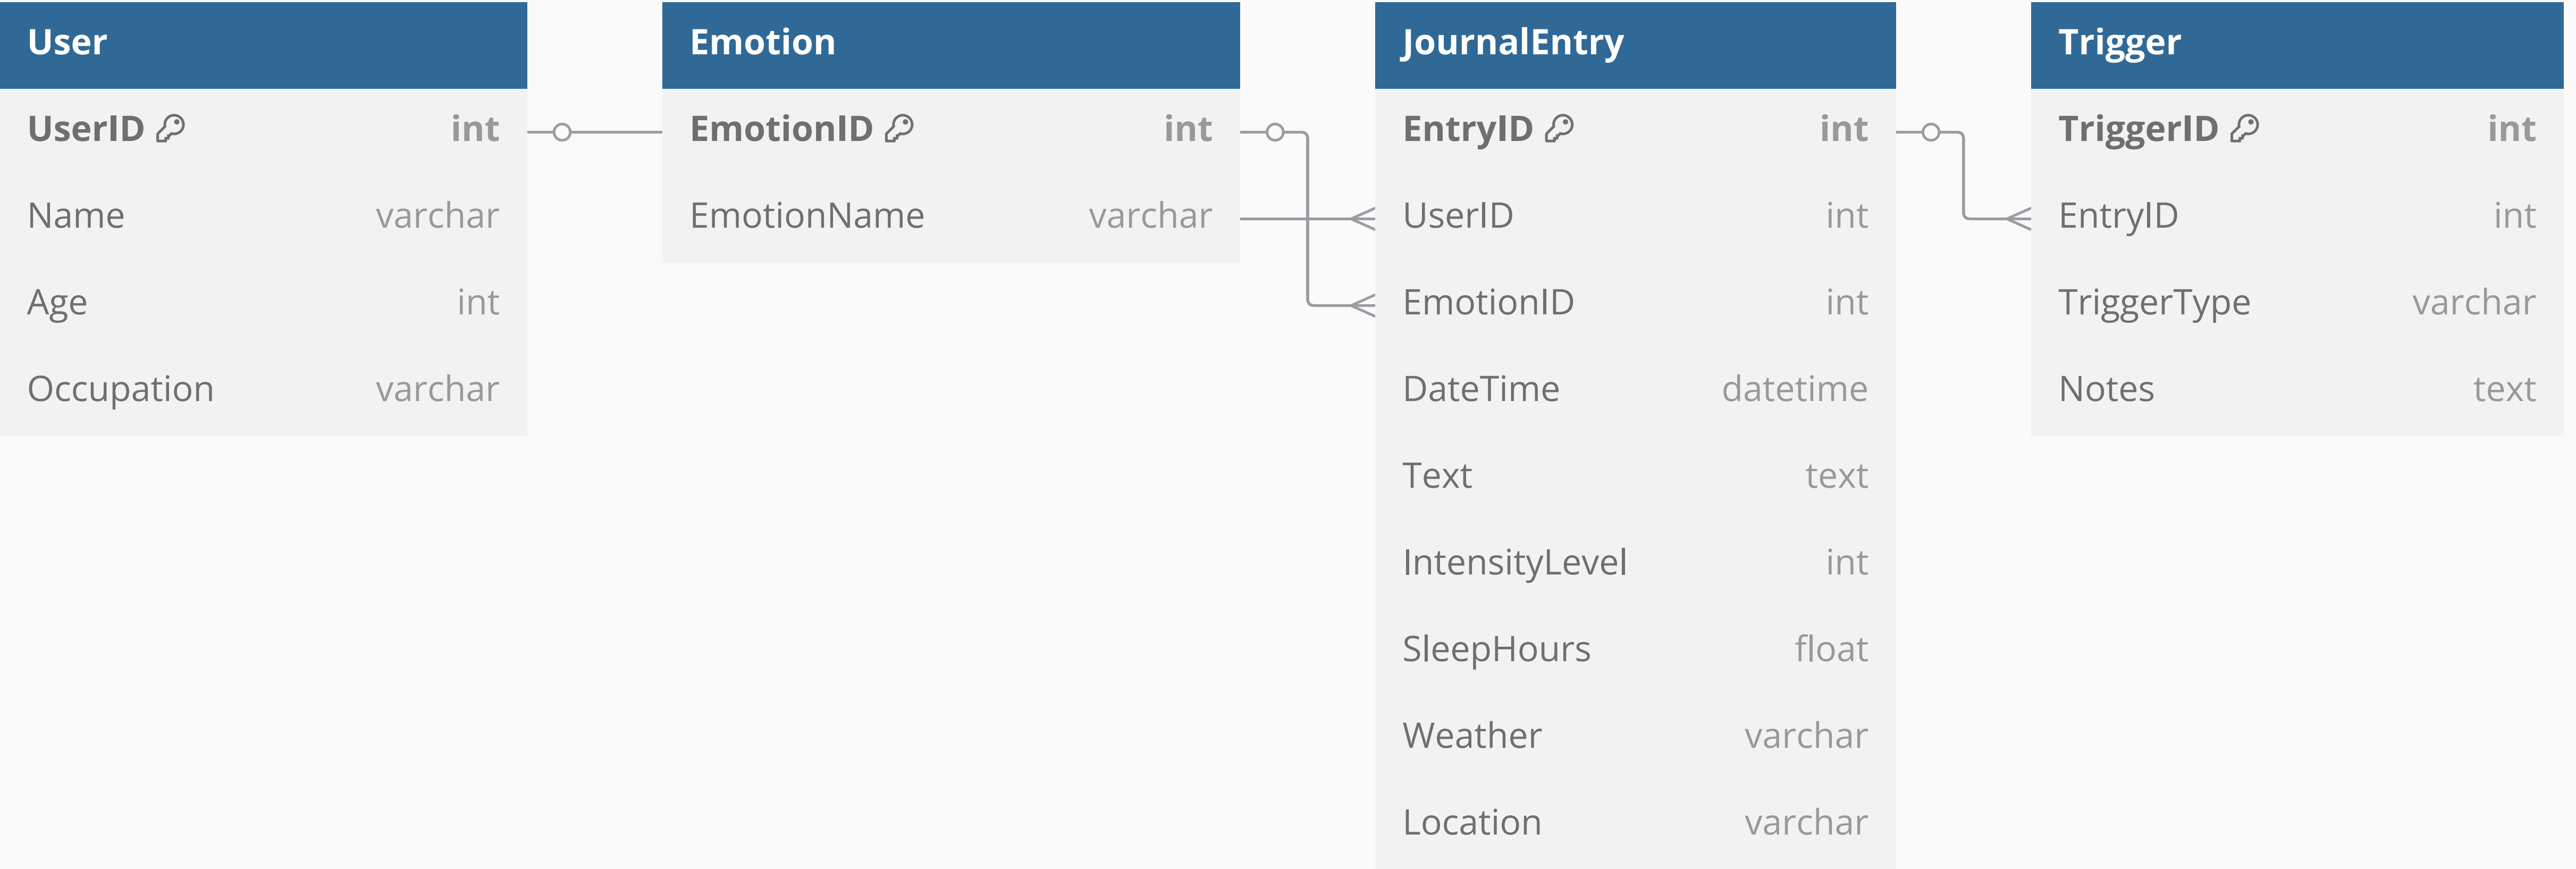 User
UserID int
Name varchar
Age int
Occupation varchar
Emotion
EmotionID int
EmotionName varchar
JournalEntry
EntryID int
UserID int
EmotionID int
DateTime datetime
Text text
IntensityLevel int
SleepHours float
Weather varchar
Location varchar
Trigger
TriggerID int
EntryID int
TriggerType varchar
Notes text